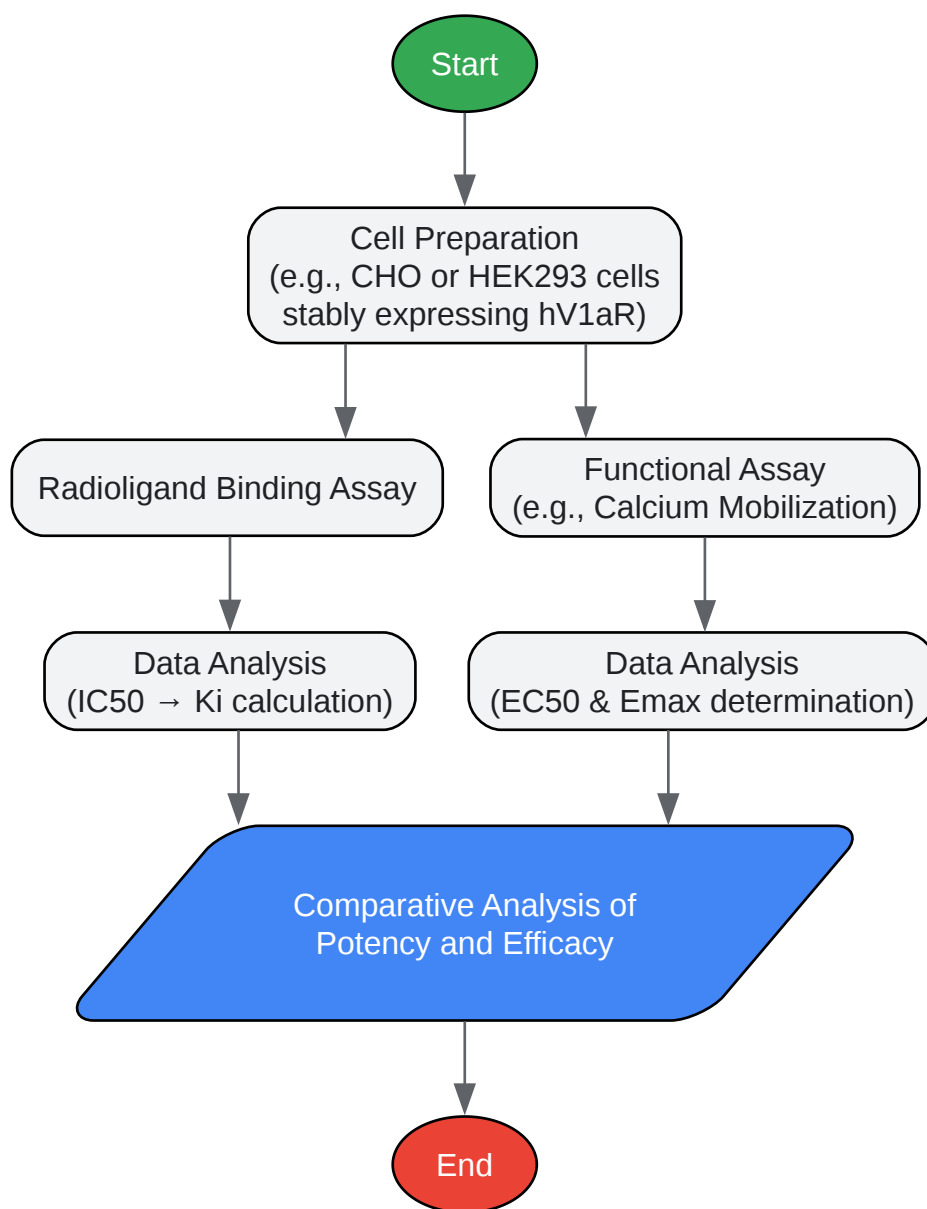 Start
Cell Preparation
(e.g., CHO or HEK293 cells
stably expressing hV1aR)
Radioligand Binding Assay
Functional Assay
(e.g., Calcium Mobilization)
Data Analysis
(IC50 → Ki calculation)
Data Analysis
(EC50 & Emax determination)
Comparative Analysis of
Potency and Efficacy
End